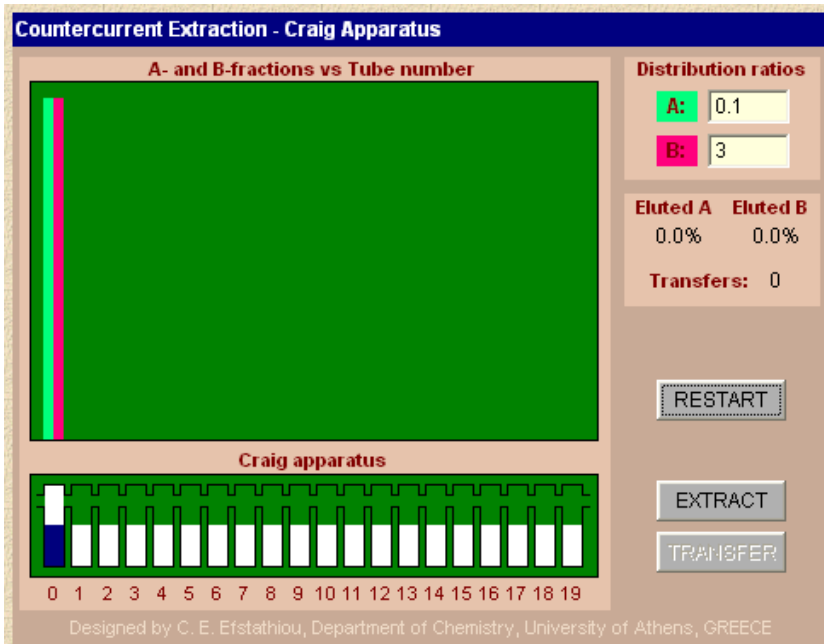 Countercurrent Extraction - Craig Apparatus
A- and B-fractions vs Tube number
Distribution ratios
A: 0.1
B: 3
Eluted A Eluted B
0.0% 0.0%
Transfers: 0
RESTART
Craig apparatus
EXTRACT
TRANSFER
0 1 2 3 4 5 6 7 8 9 10 11 12 13 14 15 16 17 18 19
Designed by C. E. Efstathiou, Department of Chemistry, University of Athens, GREECE